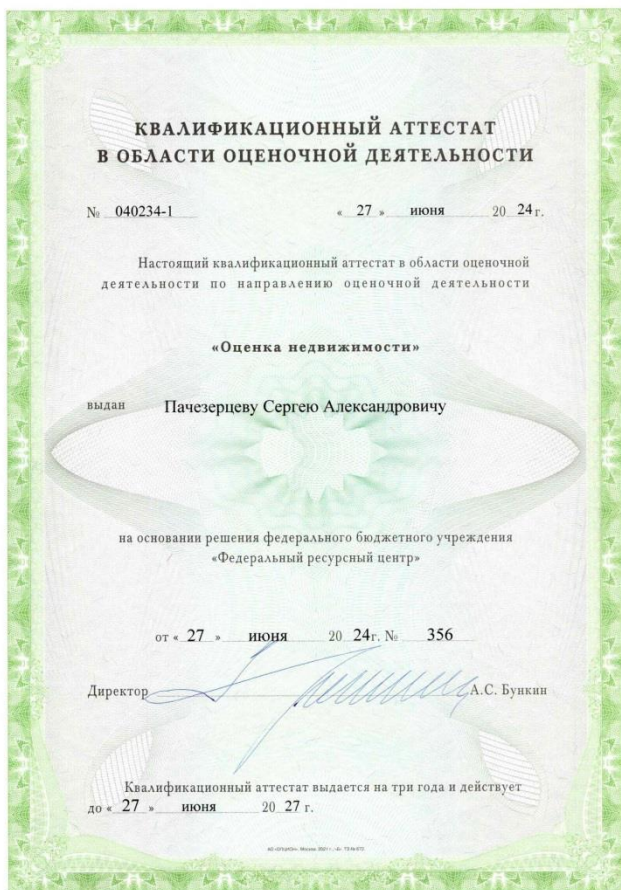 КВАЛИФИКАЦИОННЫЙ АТТЕСТАТ
В ОБЛАСТИ ОЦЕНОЧНОЙ ДЕЯТЕЛЬНОСТИ
№ 040234-1 « 27 » июня 20 24 г.
Настоящий квалификационный аттестат в области оценочной
деятельности по направлению оценочной деятельности
«Оценка недвижимости»
выдан Пачезерцеву Сергею Александровичу
на основании решения федерального бюджетного учреждения
«Федеральный ресурсный центр»
от « 27 » июня 20 24 г. № 356
Директор А.С. Бункин
Квалификационный аттестат выдается на три года и действует
до « 27 » июня 20 27 г.